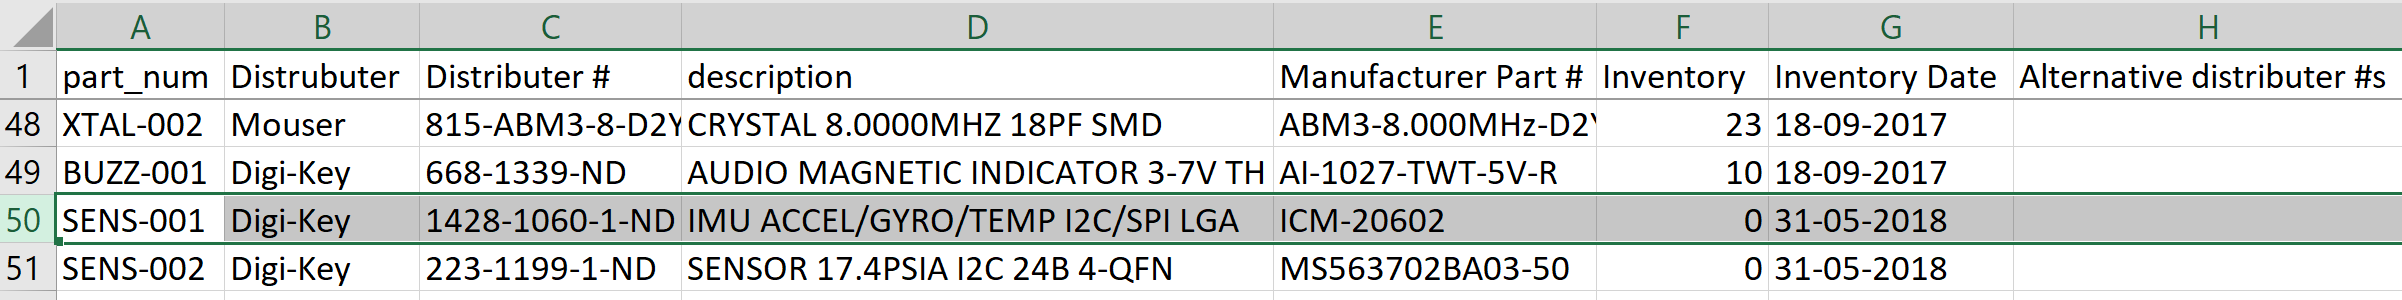 A B C D E F G H
1 part_num Distrubuter Distributer # description Manufacturer Part # Inventory Inventory Date Alternative distributer #s
48 XTAL-002 Mouser 815-ABM3-8-D2Y CRYSTAL 8.0000MHZ 18PF SMD ABM3-8.000MHz-D2Y 23 18-09-2017
49 BUZZ-001 Digi-Key 668-1339-ND AUDIO MAGNETIC INDICATOR 3-7V TH AI-1027-TWT-5V-R 10 18-09-2017
50 SENS-001 Digi-Key 1428-1060-1-ND IMU ACCEL/GYRO/TEMP I2C/SPI LGA ICM-20602 0 31-05-2018
51 SENS-002 Digi-Key 223-1199-1-ND SENSOR 17.4PSIA I2C 24B 4-QFN MS563702BA03-50 0 31-05-2018